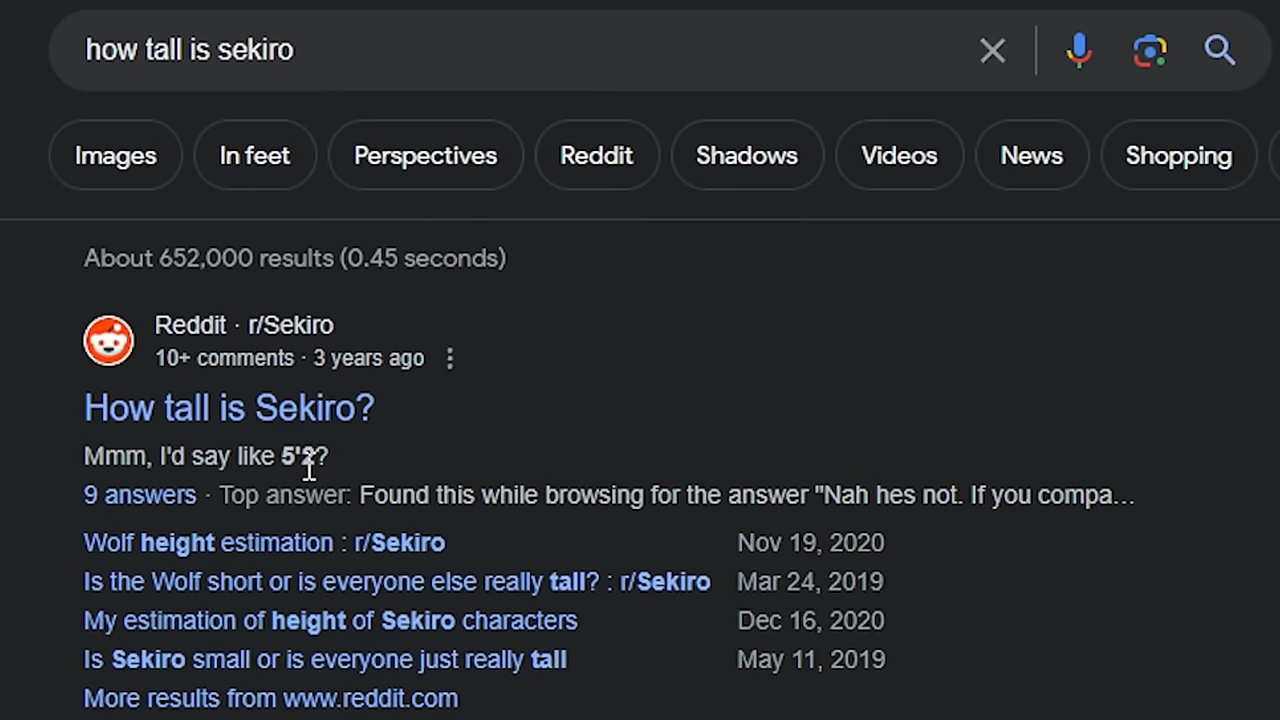 how tall is sekiro
Images In feet Perspectives Reddit Shadows Videos News Shopping
About 652,000 results (0.45 seconds)
Reddit · r/Sekiro
10+ comments · 3 years ago
How tall is Sekiro?
Mmm, I'd say like 5'2?
9 answers · Top answer: Found this while browsing for the answer "Nah hes not. If you compa...
Wolf height estimation : r/Sekiro Nov 19, 2020
Is the Wolf short or is everyone else really tall? : r/Sekiro Mar 24, 2019
My estimation of height of Sekiro characters Dec 16, 2020
Is Sekiro small or is everyone just really tall May 11, 2019
More results from www.reddit.com